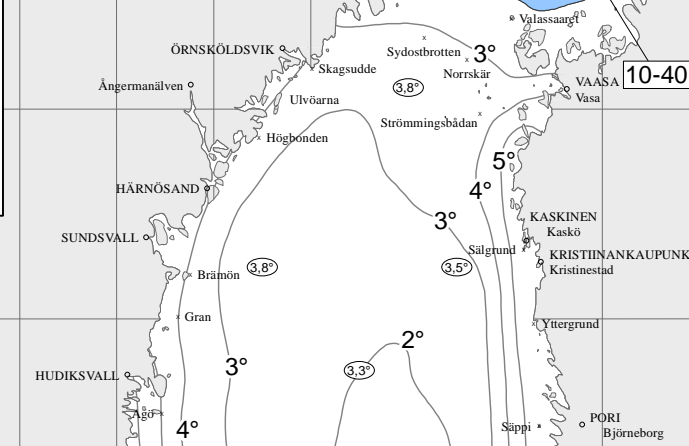 Valassaaret
ÖRNSKÖLDSVIK
Sydostbrotten
3°
Skagsudde
Norrskär
10-40
Ångermanälven
3,8°
VAASA
Vasa
Ulvöarna
Strömmingsbådan
Högbonden
5°
HÄRNÖSAND
4°
3°
KASKINEN
Kaskö
SUNDSVALL
Sälgrund
KRISTIINANKAUPUNK
Kristinestad
3,8°
3,5°
Brämön
Gran
Yttergrund
2°
3°
3,3°
HUDIKSVALL
Agö
4°
Säppi
PORI
Björneborg